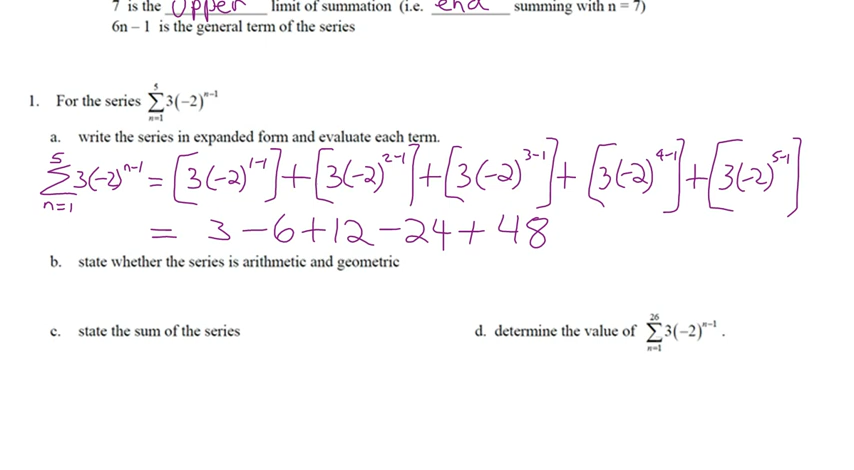 7 is the Upper limit of summation (i.e. end summing with n = 7)
6n – 1 is the general term of the series
1. For the series ∑_{n=1}^{5} 3(−2)^{n−1}
a. write the series in expanded form and evaluate each term.
∑_{n=1}^{5} 3(-2)^{n-1} = [3(-2)^{1-1}] + [3(-2)^{2-1}] + [3(-2)^{3-1}] + [3(-2)^{4-1}] + [3(-2)^{5-1}]
= 3 - 6 + 12 - 24 + 48
b. state whether the series is arithmetic and geometric
c. state the sum of the series
d. determine the value of ∑_{n=1}^{26} 3(−2)^{n−1} .